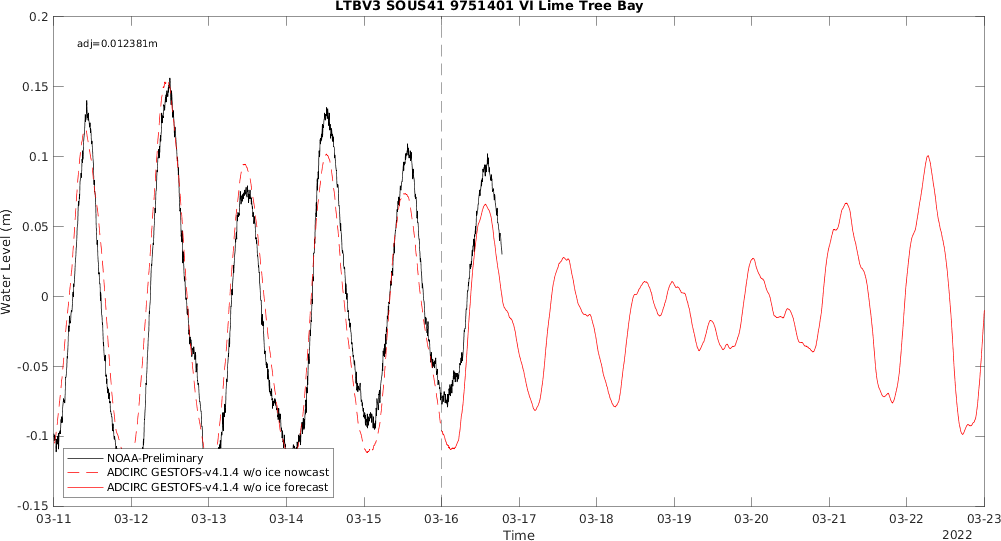 LTBV3 SOUS41 9751401 VI Lime Tree Bay
0.2
adj=0.012381m
0.15
0.1
0.05
0
-0.05
-0.1
-0.15
Water Level (m)
NOAA-Preliminary
ADCIRC GESTOFS-v4.1.4 w/o ice nowcast
ADCIRC GESTOFS-v4.1.4 w/o ice forecast
03-11 03-12 03-13 03-14 03-15 03-16 03-17 03-18 03-19 03-20 03-21 03-22 03-23
Time
2022